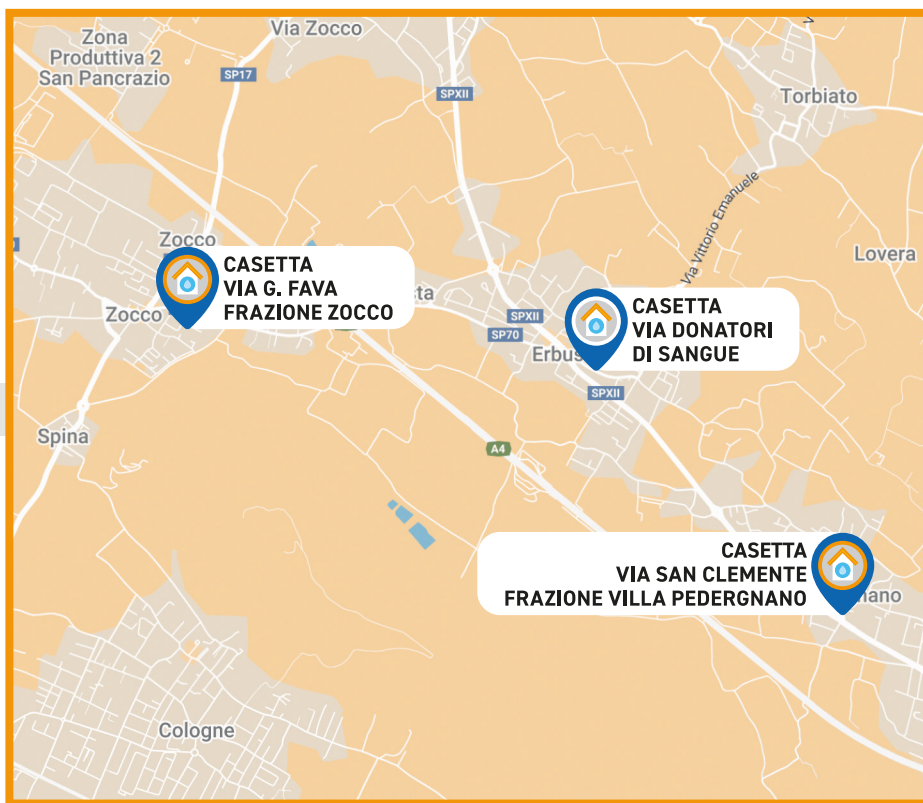 Via Zocco
Zona
Produttiva 2
San Pancrazio
SP17
SPXII
Torbiato
Via Vittorio Emanuele
Lovera
Zocco
CASETTA
VIA G. FAVA
FRAZIONE ZOCCO
Zocco
SPXII
SP70
CASETTA
VIA DONATORI
DI SANGUE
SPXII
Spina
A4
CASETTA
VIA SAN CLEMENTE
FRAZIONE VILLA PEDERGNANO
Cologne